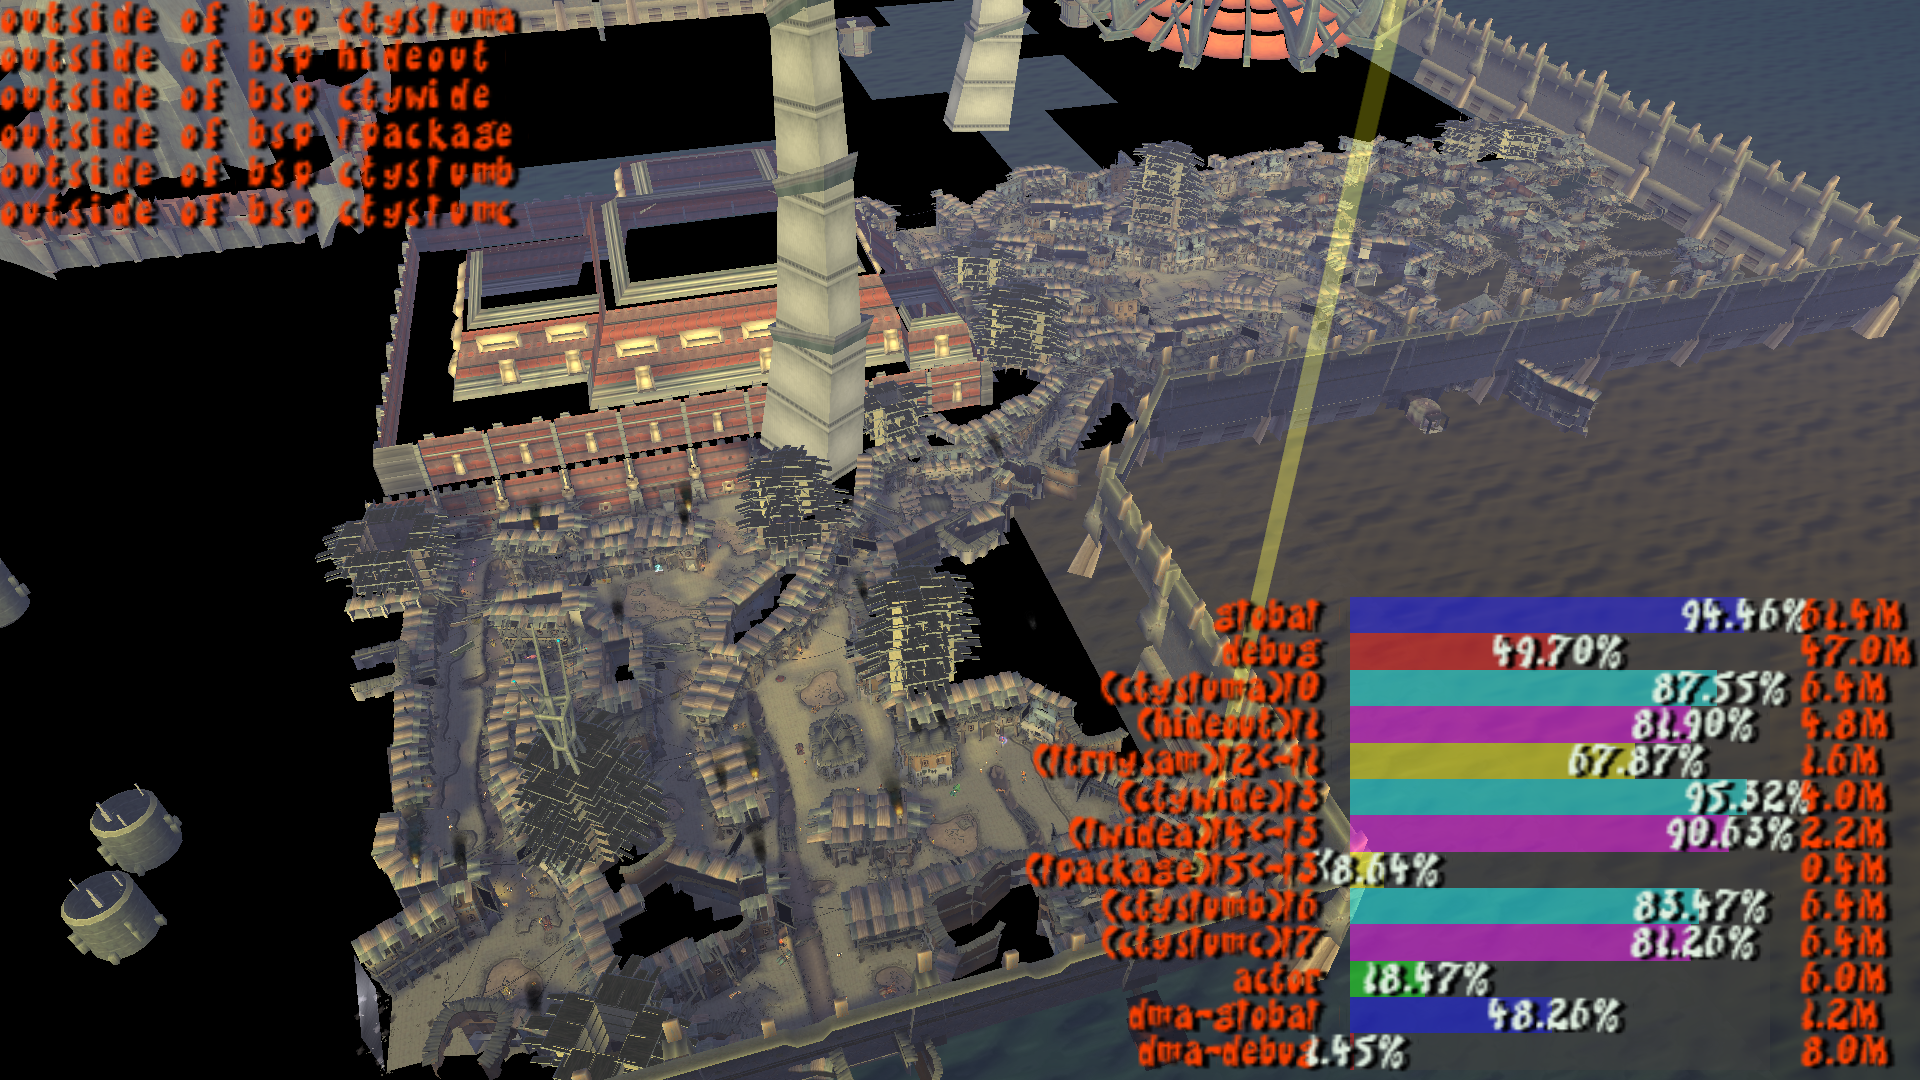 outside of bsp ctysluma
outside of bsp hideout
outside of bsp ctywide
outside of bsp lpackage
outside of bsp ctyslumb
outside of bsp ctyslumc
global 94.46% 61.4M
debug 49.70% 47.0M
(ctysluma)l0 87.55% 6.4M
(hideout)l1 81.90% 4.8M
(ltrnysam)l2<-l1 67.87% 1.6M
(ctywide)l3 95.32% 4.0M
(lwidea)l4<-l3 90.63% 2.2M
(lpackage)l5<-l3 18.64% 0.4M
(ctyslumb)l6 83.47% 6.4M
(ctyslumc)l7 81.26% 6.4M
actor 18.47% 6.0M
dma-global 48.26% 1.2M
dma-debug 1.45% 8.0M